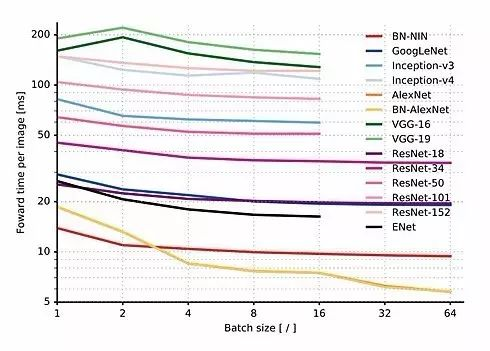 Foward time per image [ms]
200
100
50
20
10
5
1
2
4
8
16
32
64
Batch size [ / ]
BN-NIN
GoogLeNet
Inception-v3
Inception-v4
AlexNet
BN-AlexNet
VGG-16
VGG-19
ResNet-18
ResNet-34
ResNet-50
ResNet-101
ResNet-152
ENet